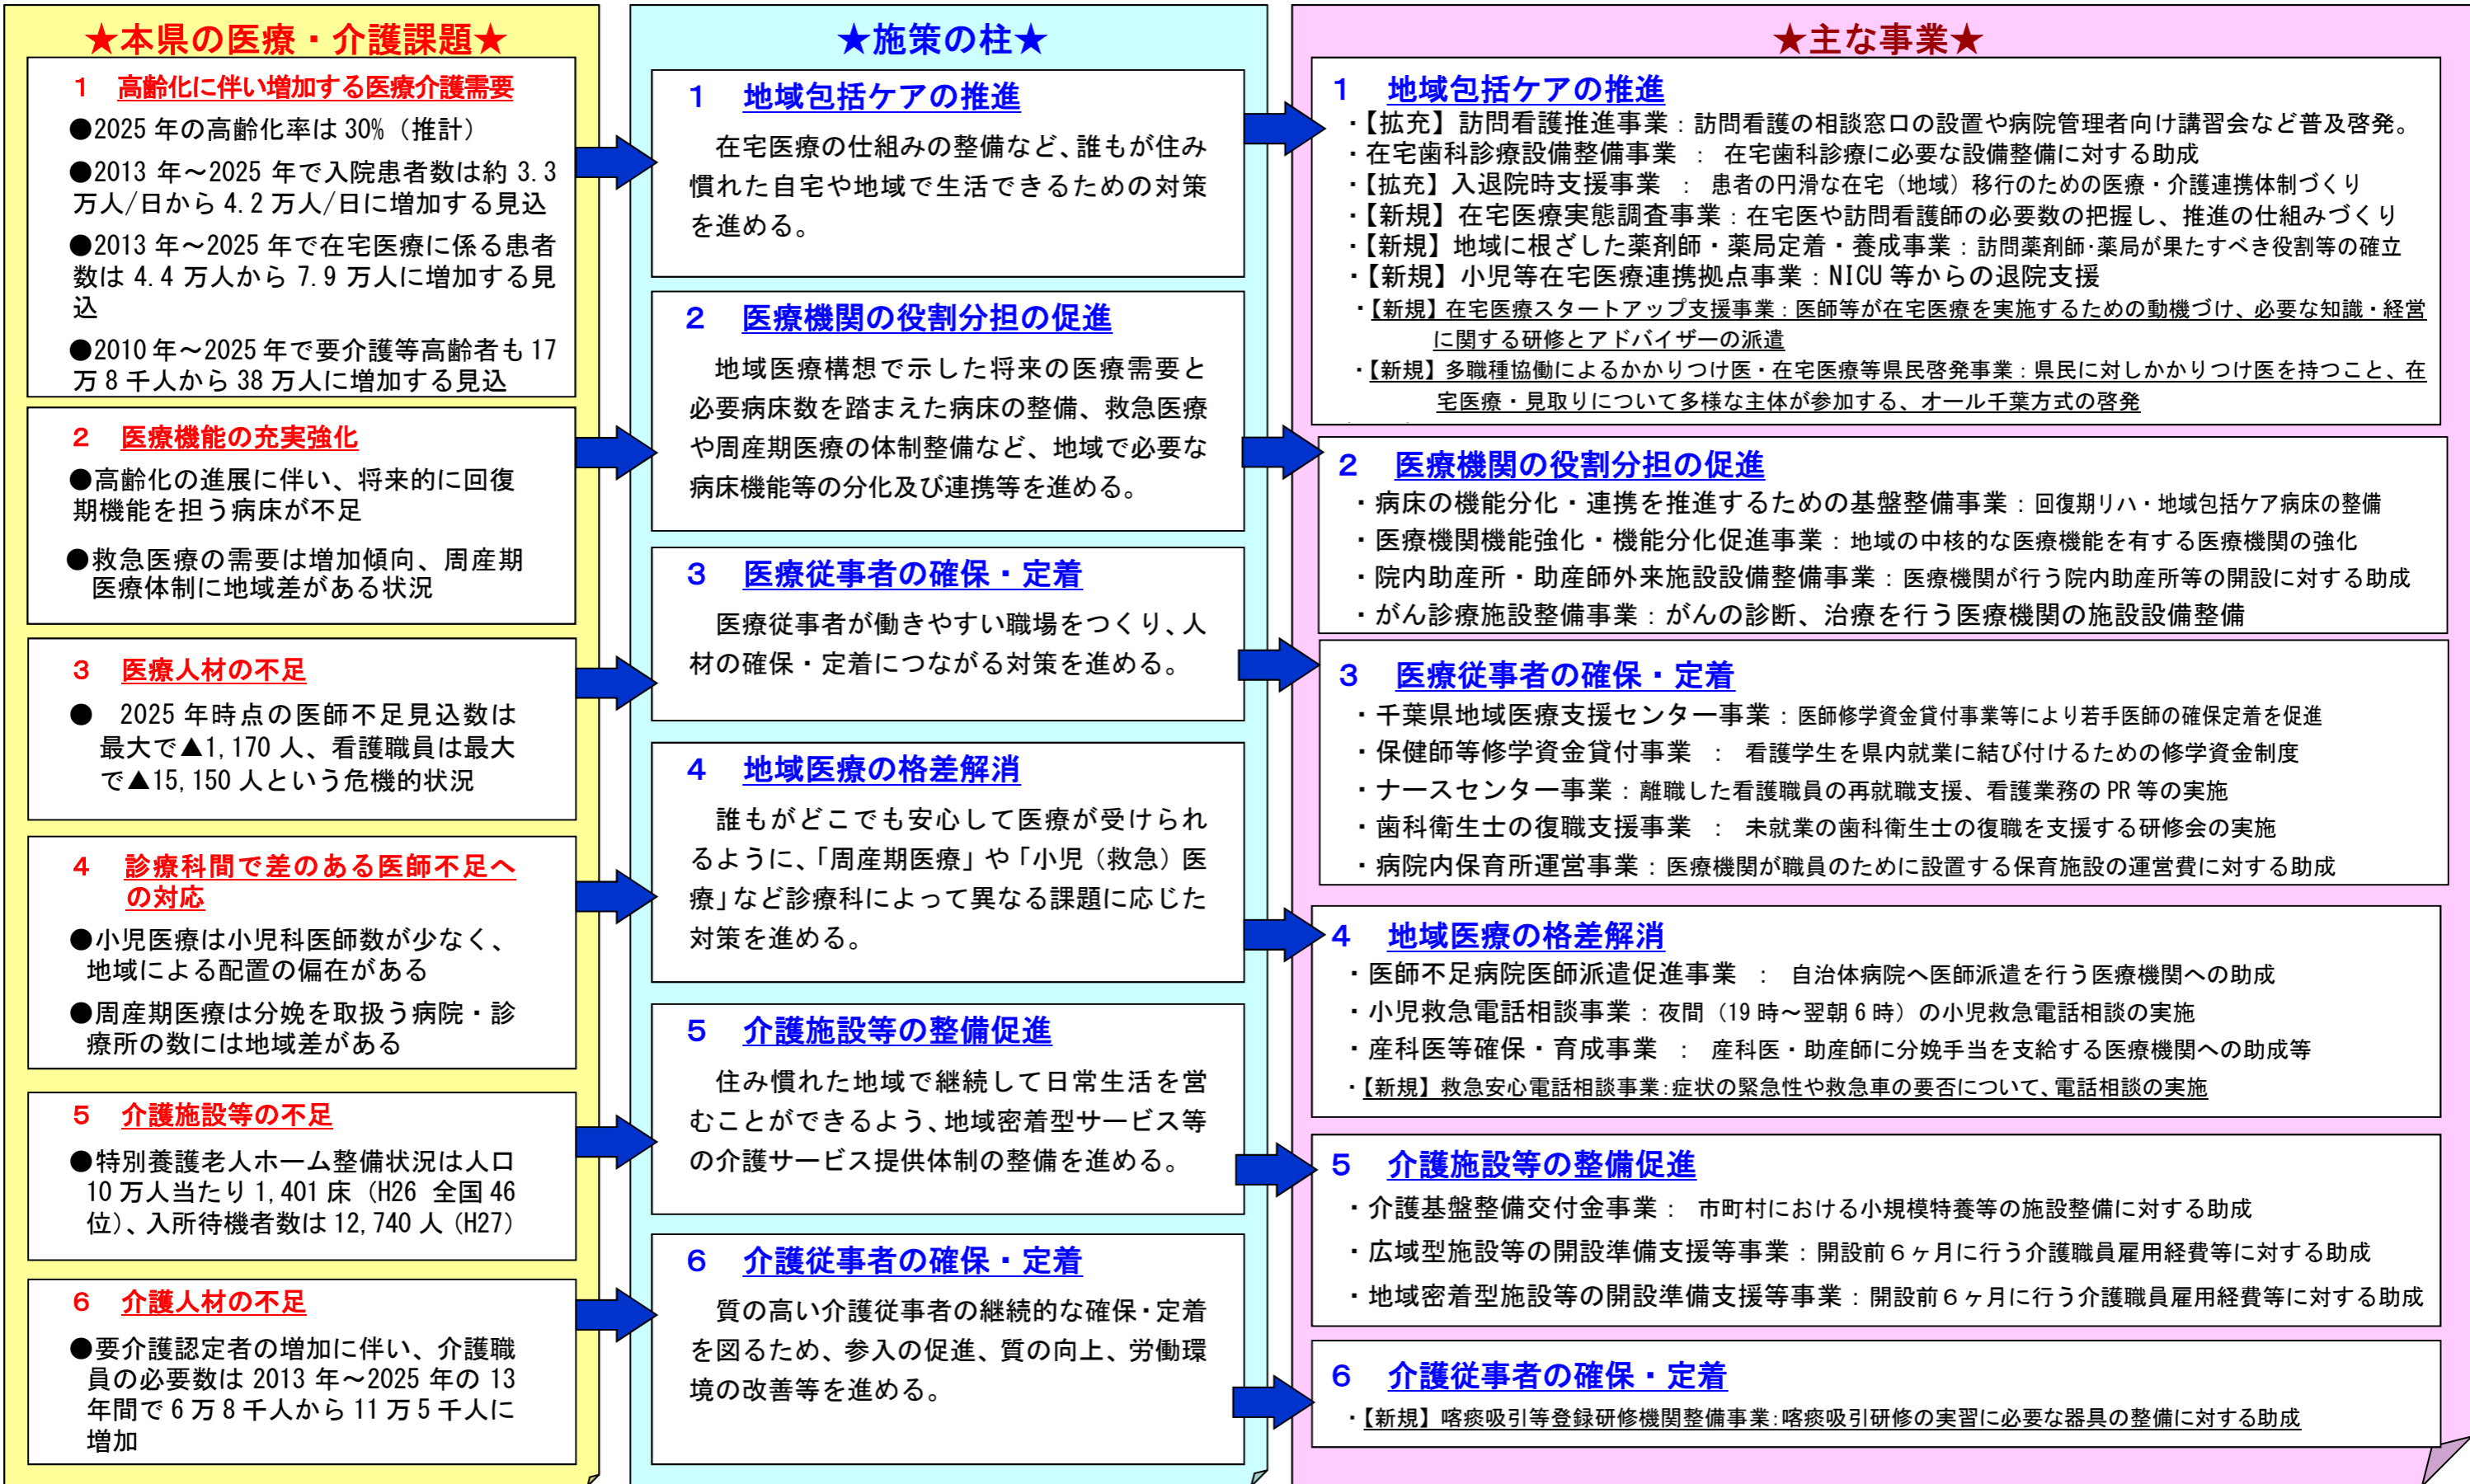 ★本県の医療・介護課題★
1 高齢化に伴い増加する医療介護需要
●2025年の高齢化率は30%（推計）
●2013年～2025年で入院患者数は約3.3
万人/日から4.2万人/日に増加する見込
●2013年～2025年で在宅医療に係る患者
数は4.4万人から7.9万人に増加する見
込
●2010年～2025年で要介護等高齢者も17
万8千人から38万人に増加する見込
2 医療機能の充実強化
●高齢化の進展に伴い、将来的に回復
期機能を担う病床が不足
●救急医療の需要は増加傾向、周産期
医療体制に地域差がある状況
3 医療人材の不足
● 2025年時点の医師不足見込数は
最大で▲1,170人、看護職員は最大
で▲15,150人という危機的状況
4 診療科間で差のある医師不足へ
の対応
●小児医療は小児科医師数が少なく、
地域による配置の偏在がある
●周産期医療は分娩を取扱う病院・診
療所の数には地域差がある
5 介護施設等の不足
●特別養護老人ホーム整備状況は人口
10万人当たり1,401床（H26 全国46
位）、入所待機者数は12,740人（H27）
6 介護人材の不足
●要介護認定者の増加に伴い、介護職
員の必要数は2013年～2025年の13
年間で6万8千人から11万5千人に
増加
★施策の柱★
1 地域包括ケアの推進
在宅医療の仕組みの整備など、誰もが住み
慣れた自宅や地域で生活できるための対策
を進める。
2 医療機関の役割分担の促進
地域医療構想で示した将来の医療需要と
必要病床数を踏まえた病床の整備、救急医療
や周産期医療の体制整備など、地域で必要な
病床機能等の分化及び連携等を進める。
3 医療従事者の確保・定着
医療従事者が働きやすい職場をつくり、人
材の確保・定着につながる対策を進める。
4 地域医療の格差解消
誰もがどこでも安心して医療が受けられ
るように、「周産期医療」や「小児（救急）医
療」など診療科によって異なる課題に応じた
対策を進める。
5 介護施設等の整備促進
住み慣れた地域で継続して日常生活を営
むことができるよう、地域密着型サービス等
の介護サービス提供体制の整備を進める。
6 介護従事者の確保・定着
質の高い介護従事者の継続的な確保・定着
を図るため、参入の促進、質の向上、労働環
境の改善等を進める。
★主な事業★
1 地域包括ケアの推進
・【拡充】訪問看護推進事業：訪問看護の相談窓口の設置や病院管理者向け講習会など普及啓発。
・在宅歯科診療設備整備事業 ： 在宅歯科診療に必要な設備整備に対する助成
・【拡充】入退院時支援事業 ： 患者の円滑な在宅（地域）移行のための医療・介護連携体制づくり
・【新規】在宅医療実態調査事業：在宅医や訪問看護師の必要数の把握し、推進の仕組みづくり
・【新規】地域に根ざした薬剤師・薬局定着・養成事業：訪問薬剤師・薬局が果たすべき役割等の確立
・【新規】小児等在宅医療連携拠点事業：NICU等からの退院支援
・【新規】在宅医療スタートアップ支援事業：医師等が在宅医療を実施するための動機づけ、必要な知識・経営
に関する研修とアドバイザーの派遣
・【新規】多職種協働によるかかりつけ医・在宅医療等県民啓発事業：県民に対しかかりつけ医を持つこと、在
宅医療・見取りについて多様な主体が参加する、オール千葉方式の啓発
2 医療機関の役割分担の促進
・病床の機能分化・連携を推進するための基盤整備事業：回復期リハ・地域包括ケア病床の整備
・医療機関機能強化・機能分化促進事業：地域の中核的な医療機能を有する医療機関の強化
・院内助産所・助産師外来施設設備整備事業：医療機関が行う院内助産所等の開設に対する助成
・がん診療施設整備事業：がんの診断、治療を行う医療機関の施設設備整備
3 医療従事者の確保・定着
・千葉県地域医療支援センター事業：医師修学資金貸付事業等により若手医師の確保定着を促進
・保健師等修学資金貸付事業 ： 看護学生を県内就業に結び付けるための修学資金制度
・ナースセンター事業：離職した看護職員の再就職支援、看護業務のPR等の実施
・歯科衛生士の復職支援事業 ： 未就業の歯科衛生士の復職を支援する研修会の実施
・病院内保育所運営事業：医療機関が職員のために設置する保育施設の運営費に対する助成
4 地域医療の格差解消
・医師不足病院医師派遣促進事業 ： 自治体病院へ医師派遣を行う医療機関への助成
・小児救急電話相談事業：夜間（19時～翌朝6時）の小児救急電話相談の実施
・産科医等確保・育成事業 ： 産科医・助産師に分娩手当を支給する医療機関への助成等
・【新規】救急安心電話相談事業：症状の緊急性や救急車の要否について、電話相談の実施
5 介護施設等の整備促進
・介護基盤整備交付金事業： 市町村における小規模特養等の施設整備に対する助成
・広域型施設等の開設準備支援等事業：開設前6ヶ月に行う介護職員雇用経費等に対する助成
・地域密着型施設等の開設準備支援等事業：開設前6ヶ月に行う介護職員雇用経費等に対する助成
6 介護従事者の確保・定着
・【新規】喀痰吸引等登録研修機関整備事業：喀痰吸引研修の実習に必要な器具の整備に対する助成